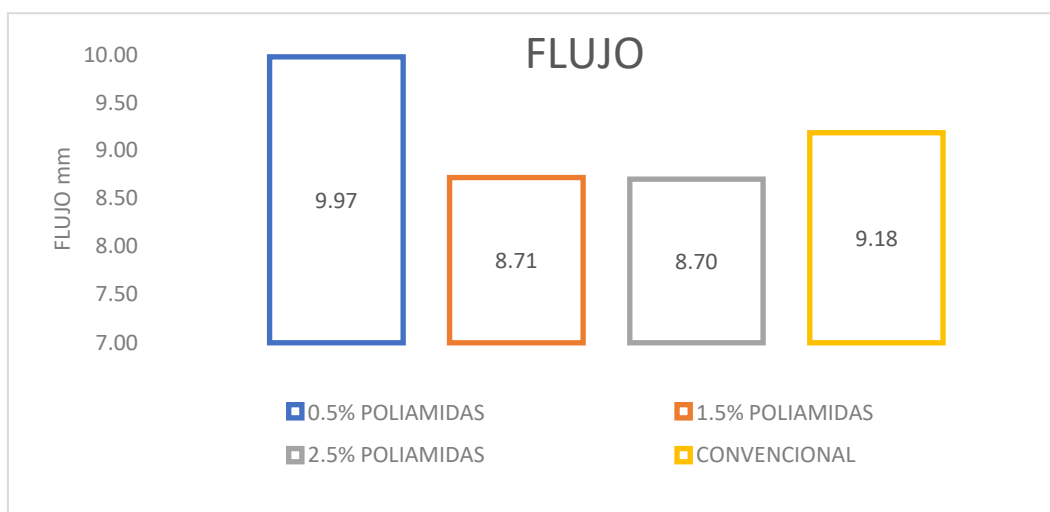 FLUJO
FLUJO mm
10.00
9.50
9.00
8.50
8.00
7.50
7.00
9.97
8.71
8.70
9.18
0.5% POLIAMIDAS
1.5% POLIAMIDAS
2.5% POLIAMIDAS
CONVENCIONAL